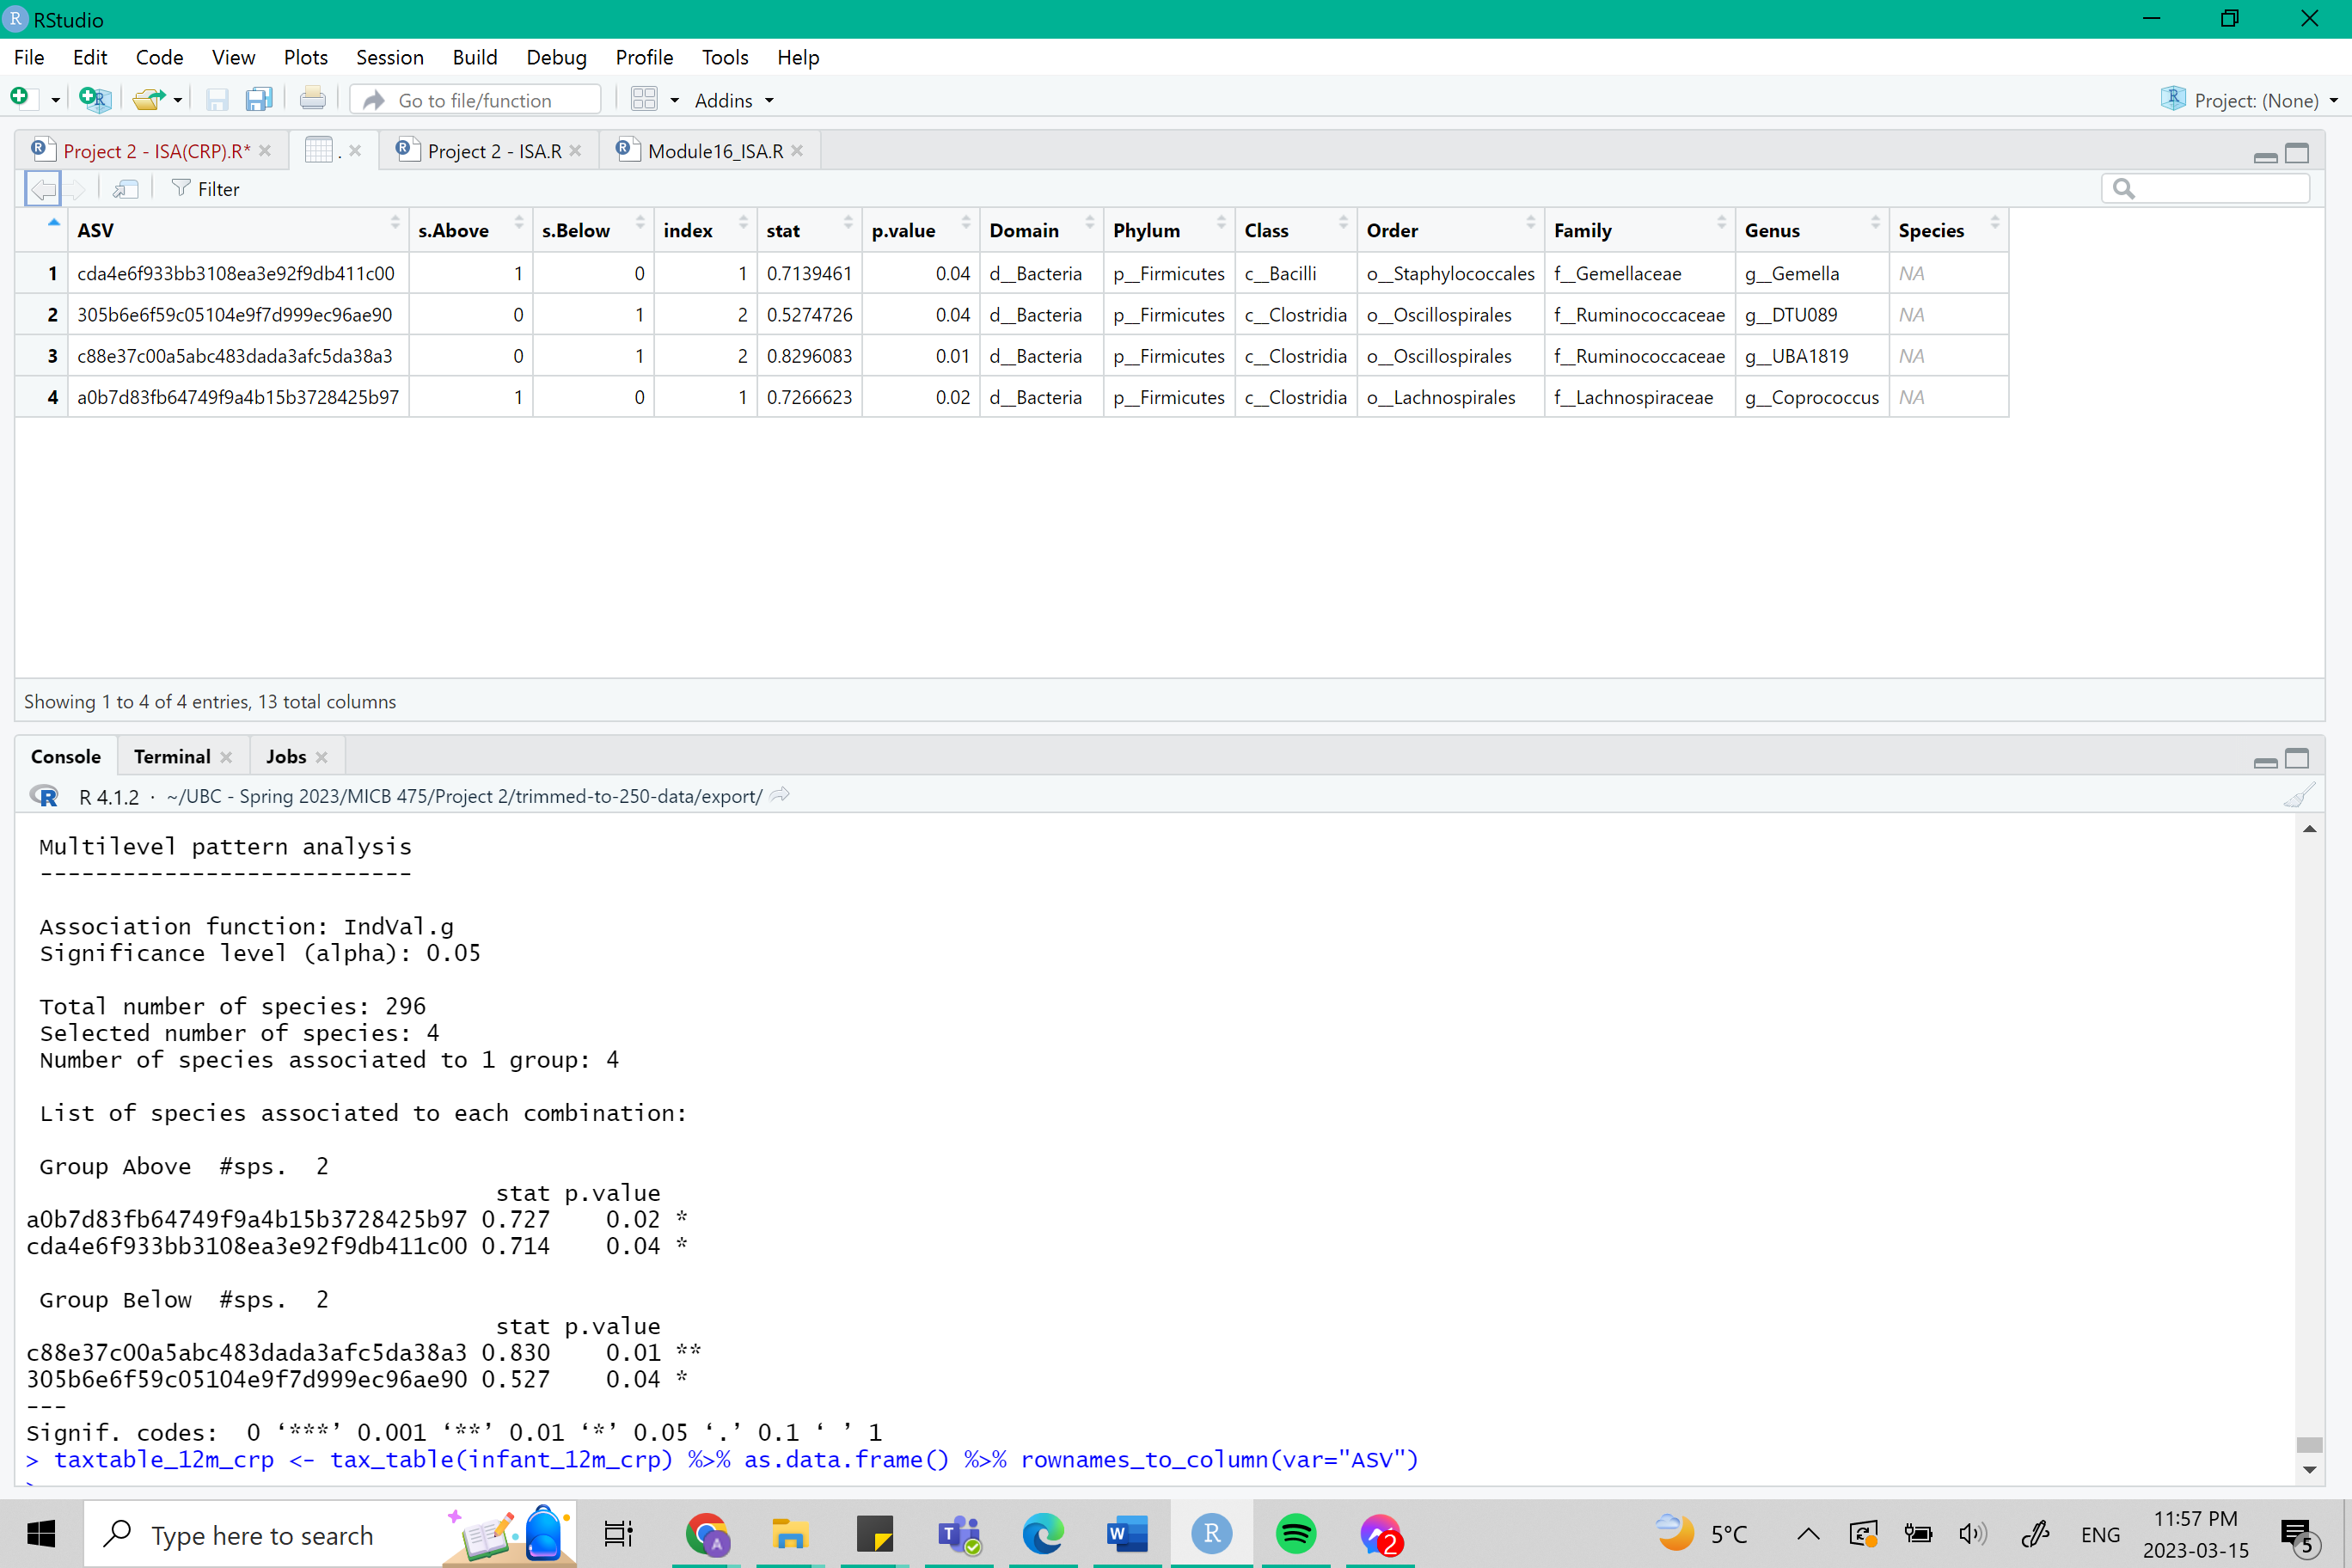 RStudio
File Edit Code View Plots Session Build Debug Profile Tools Help
Go to file/function Addins Project: (None)
Project 2 - ISA(CRP).R* . Project 2 - ISA.R Module16_ISA.R
Filter
ASV s.Above s.Below index stat p.value Domain Phylum Class Order Family Genus Species
1 cda4e6f933bb3108ea3e92f9db411c00 1 0 1 0.7139461 0.04 d__Bacteria p__Firmicutes c__Bacilli o__Staphylococcales f__Gemellaceae g__Gemella NA
2 305b6e6f59c05104e9f7d999ec96ae90 0 1 2 0.5274726 0.04 d__Bacteria p__Firmicutes c__Clostridia o__Oscillospirales f__Ruminococcaceae g__DTU089 NA
3 c88e37c00a5abc483dada3afc5da38a3 0 1 2 0.8296083 0.01 d__Bacteria p__Firmicutes c__Clostridia o__Oscillospirales f__Ruminococcaceae g__UBA1819 NA
4 a0b7d83fb64749f9a4b15b3728425b97 1 0 1 0.7266623 0.02 d__Bacteria p__Firmicutes c__Clostridia o__Lachnospirales f__Lachnospiraceae g__Coprococcus NA
Showing 1 to 4 of 4 entries, 13 total columns
Console Terminal Jobs
R 4.1.2 · ~/UBC - Spring 2023/MICB 475/Project 2/trimmed-to-250-data/export/
Multilevel pattern analysis
---------------------------
Association function: IndVal.g
Significance level (alpha): 0.05
Total number of species: 296
Selected number of species: 4
Number of species associated to 1 group: 4
List of species associated to each combination:
Group Above #sps. 2
stat p.value
a0b7d83fb64749f9a4b15b3728425b97 0.727 0.02 *
cda4e6f933bb3108ea3e92f9db411c00 0.714 0.04 *
Group Below #sps. 2
stat p.value
c88e37c00a5abc483dada3afc5da38a3 0.830 0.01 **
305b6e6f59c05104e9f7d999ec96ae90 0.527 0.04 *
---
Signif. codes: 0 ‘***’ 0.001 ‘**’ 0.01 ‘*’ 0.05 ‘.’ 0.1 ‘ ’ 1
> taxtable_12m_crp <- tax_table(infant_12m_crp) %>% as.data.frame() %>% rownames_to_column(var="ASV")
Type here to search 5°C ENG 11:57 PM
2023-03-15